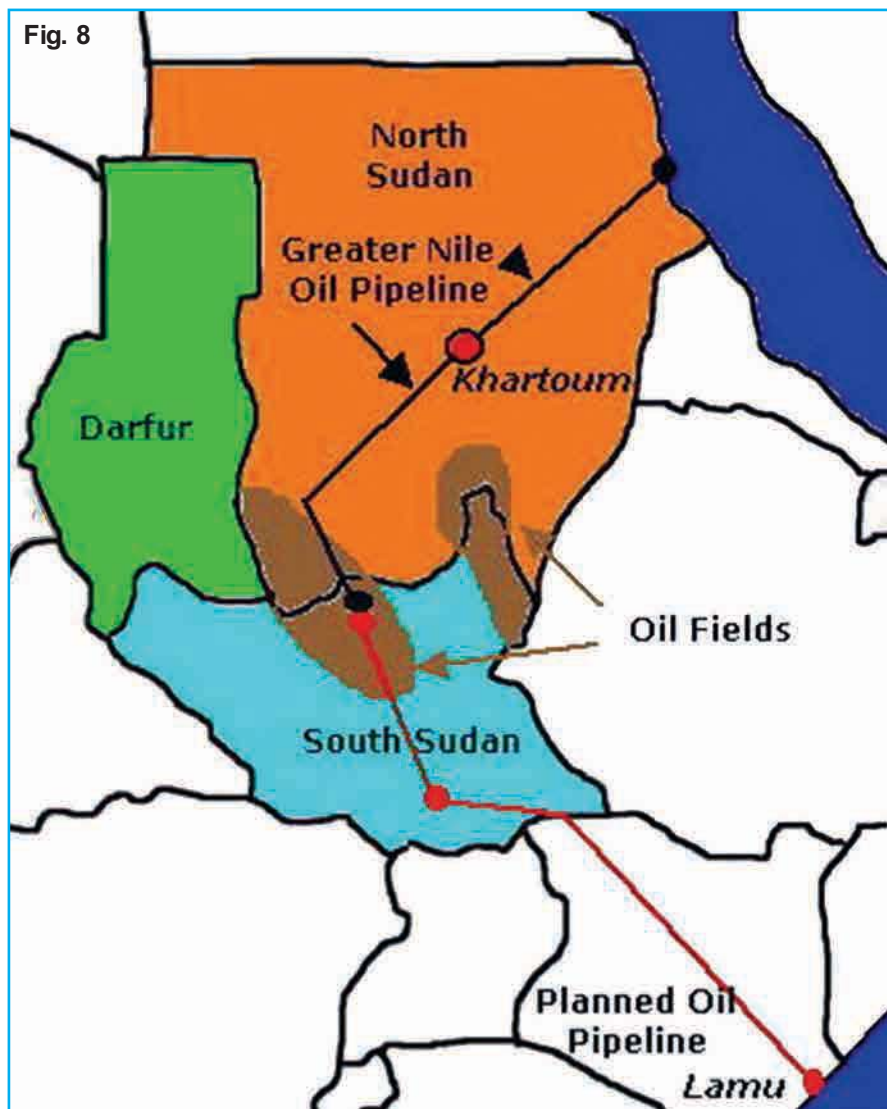 Fig. 8
North
Sudan
Greater Nile
Oil Pipeline
Khartoum
Darfur
Oil Fields
South Sudan
Planned Oil
Pipeline
Lamu